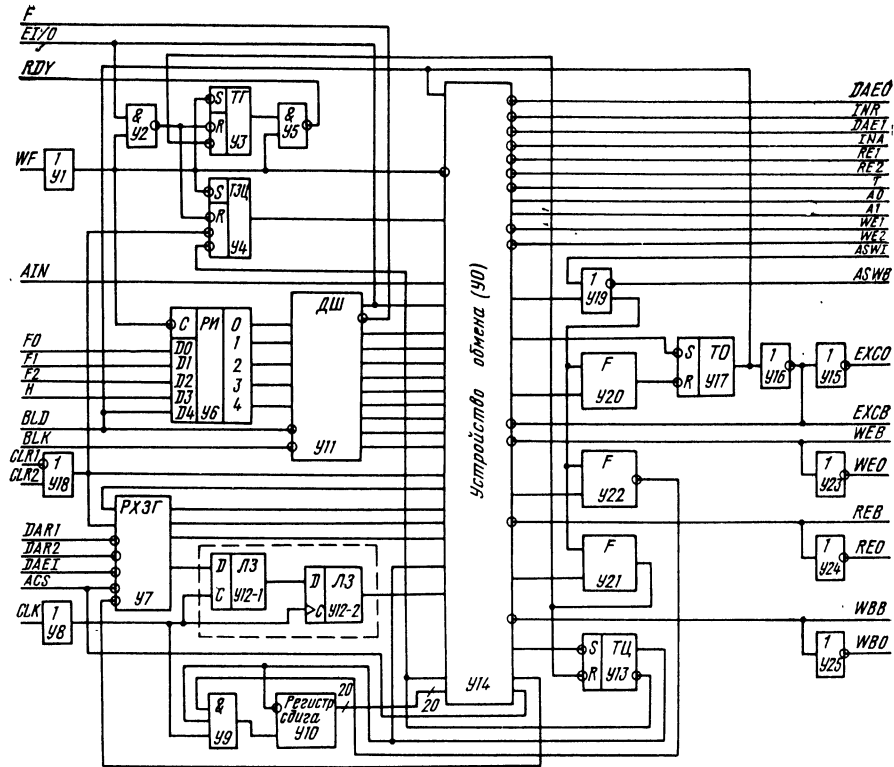 F
EI/O
RDY
WF
1
У1
&
У2
S ТГ
R
У3
&
У5
S ТЗЦ
R
У4
AIN
F0
F1
F2
H
BLD
BLK
C РИ 0
D0 1
D1 2
D2 3
D3 4
D4 У6
ДШ
У11
CLR1
CLR2
1
У18
DAR1
DAR2
DAEI
ACS
CLK
РХЗГ
У7
1
У8
D ЛЗ
C У12-1
D ЛЗ
C У12-2
&
У9
Регистр
сдига
У10
20
20
Устройство обмена (УО)
У14
DAEO
INR
DAE1
INA
RE1
RE2
T
A0
A1
WE1
WE2
ASWI
ASWB
1
У19
F
У20
S ТО
R У17
1
У16
1
У15
EXCO
EXCB
WEB
F
У22
1
У23
WEO
F
У21
REB
1
У24
REO
WBB
S ТЦ
R У13
1
У25
WBO